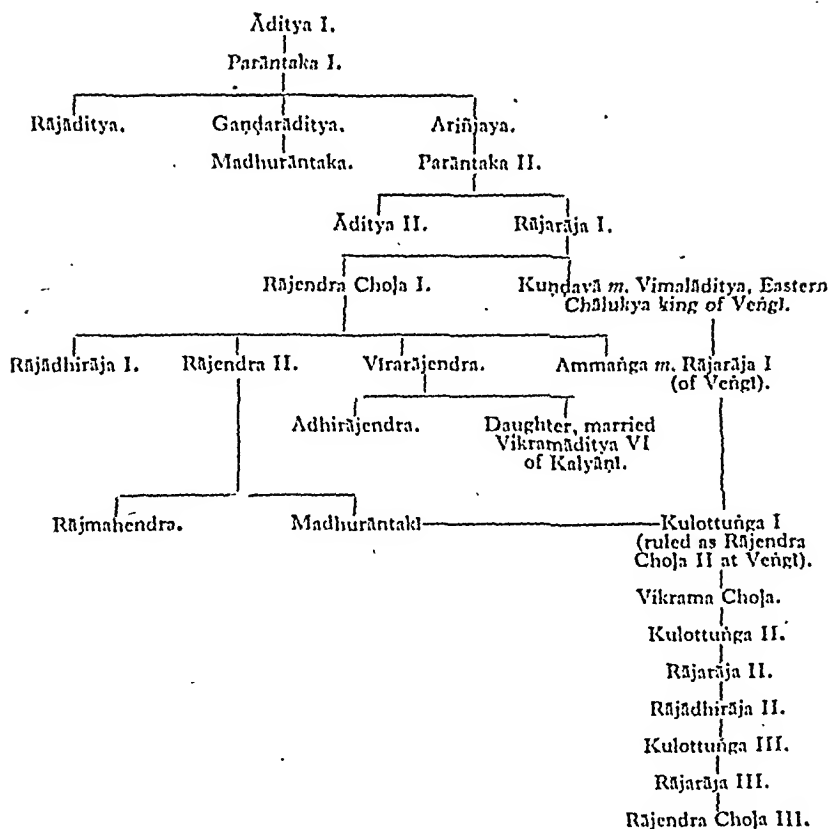 Āditya I.
Parāntaka I.
Rājāditya. Gaṇḍarāditya. Ariñjaya.
Madhurāntaka. Parāntaka II.
Āditya II. Rājarāja I.
Rājendra Choḷa I. Kuṇḍavā m. Vimalāditya, Eastern
Chālukya king of Veṅgī.
Rājādhirāja I. Rājendra II. Vīrarājendra. Ammaṅga m. Rājarāja I
(of Veṅgī).
Adhirājendra. Daughter, married
Vikramāditya VI
of Kalyāṇī.
Rājmahendra. Madhurāntakī Kulottuṅga I
(ruled as Rājendra
Choḷa II at Veṅgī).
Vikrama Choḷa.
Kulottuṅga II.
Rājarāja II.
Rājādhirāja II.
Kulottuṅga III.
Rājarāja III.
Rājendra Choḷa III.